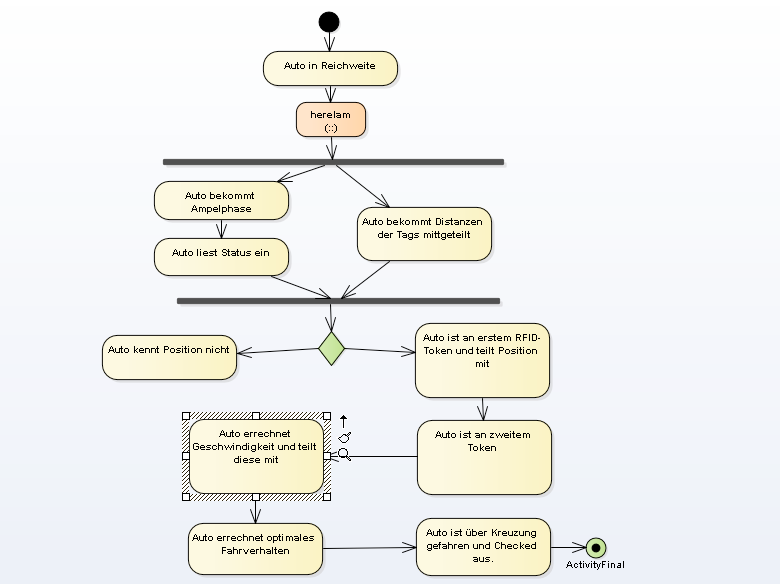 Auto in Reichweite
hereIam
(::)
Auto bekommt
Ampelphase
Auto bekommt Distanzen
der Tags mittgeteilt
Auto liest Status ein
Auto kennt Position nicht
Auto ist an erstem RFID-
Token und teilt Position
mit
Auto errechnet
Geschwindigkeit und teilt
diese mit
Auto ist an zweitem
Token
Auto errechnet optimales
Fahrverhalten
Auto ist über Kreuzung
gefahren und Checked
aus.
ActivityFinal